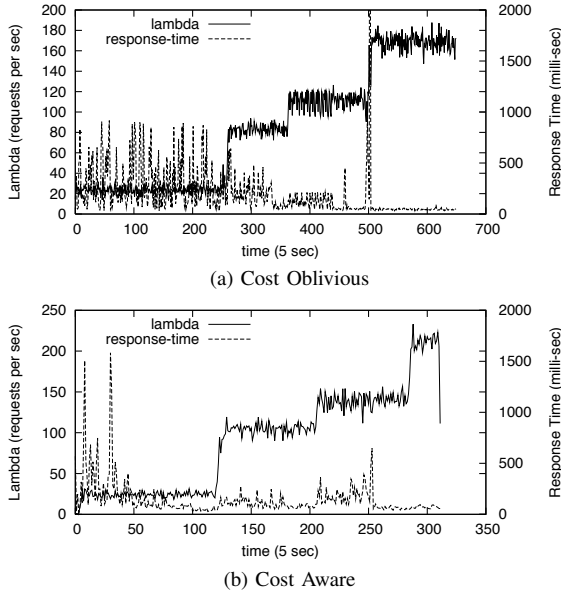 lambda
response-time
Lambda (requests per sec)
200
180
160
140
120
100
80
60
40
20
0
Response Time (milli-sec)
2000
1500
1000
500
0
0 100 200 300 400 500 600 700
time (5 sec)
(a) Cost Oblivious
lambda
response-time
Lambda (requests per sec)
250
200
150
100
50
0
Response Time (milli-sec)
2000
1500
1000
500
0
0 50 100 150 200 250 300 350
time (5 sec)
(b) Cost Aware